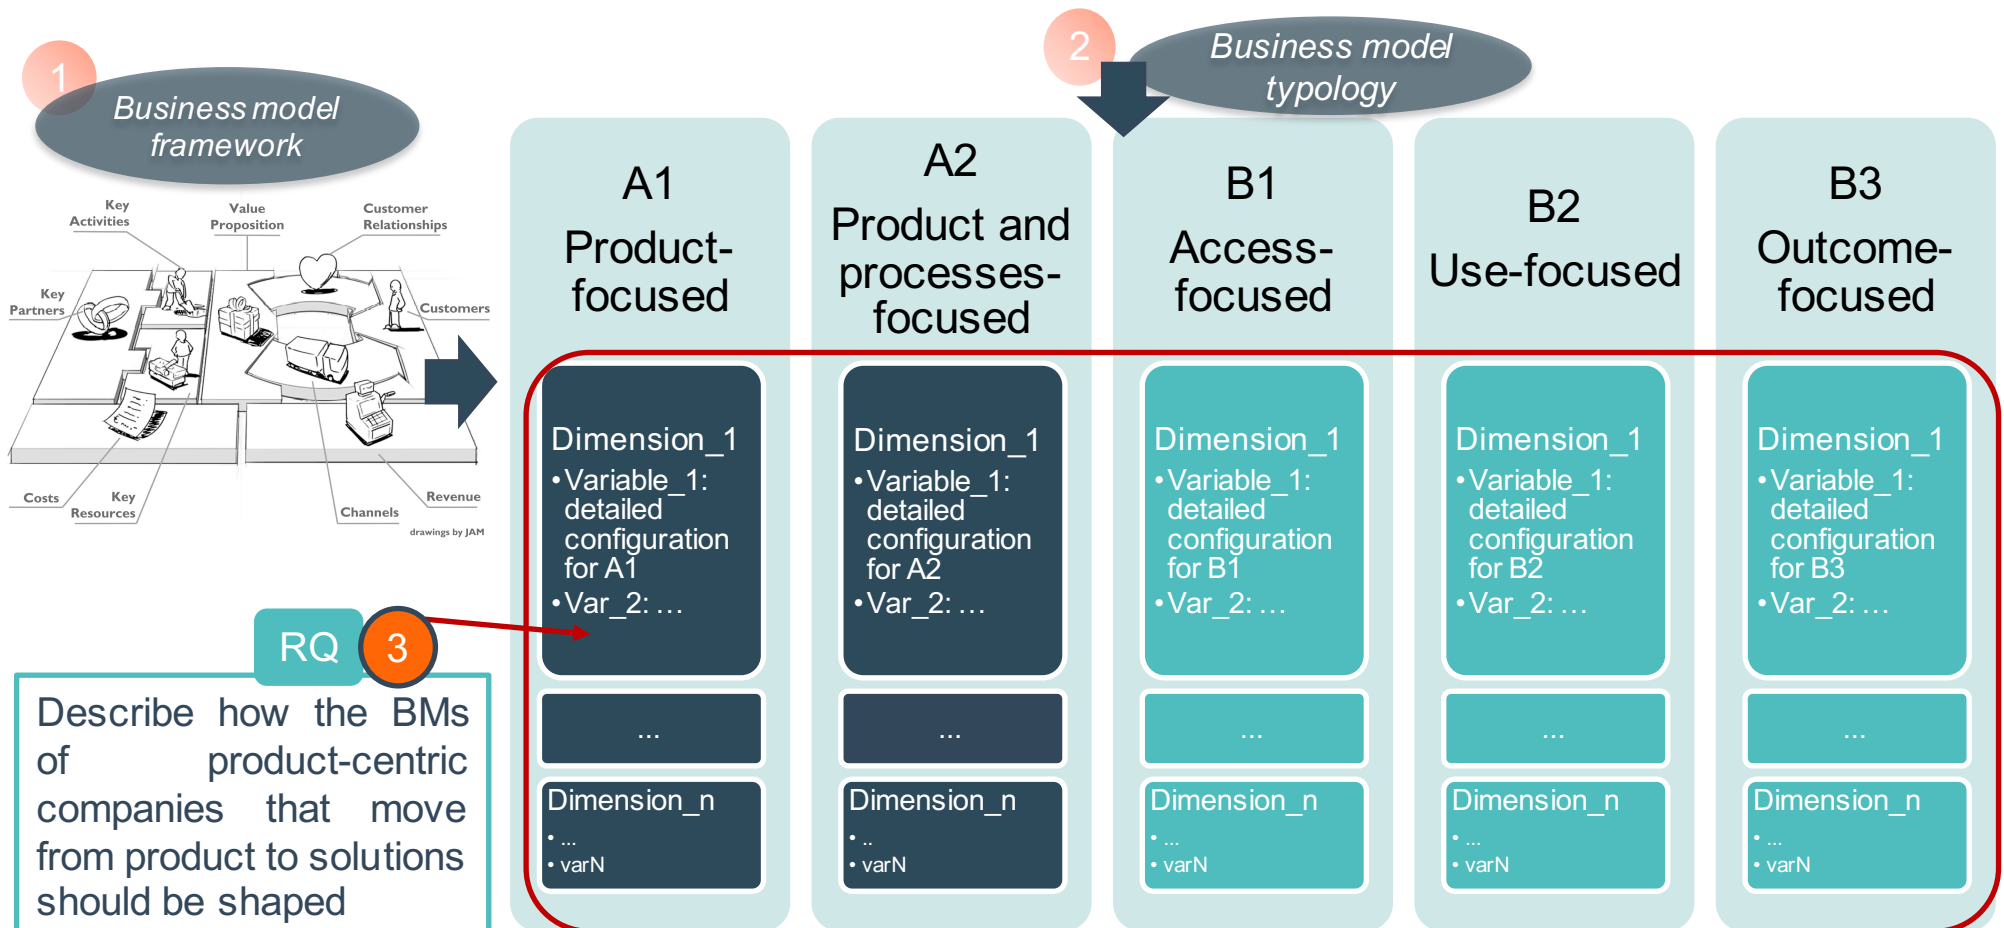 1
Business model
framework
2
Business model
typology
Key
Activities
Value
Proposition
Customer
Relationships
Key
Partners
Customers
Costs
Key
Resources
Channels
Revenue
drawings by JAM
RQ
3
Describe how the BMs
of product-centric
companies that move
from product to solutions
should be shaped
A1
Product-
focused
Dimension_1
•Variable_1:
detailed
configuration
for A1
•Var_2: …
...
Dimension_n
• ...
• varN
A2
Product and
processes-
focused
Dimension_1
•Variable_1:
detailed
configuration
for A2
•Var_2: …
...
Dimension_n
• ..
• varN
B1
Access-
focused
Dimension_1
•Variable_1:
detailed
configuration
for B1
•Var_2: …
...
Dimension_n
• ...
• varN
B2
Use-focused
Dimension_1
•Variable_1:
detailed
configuration
for B2
•Var_2: …
...
Dimension_n
• ...
• varN
B3
Outcome-
focused
Dimension_1
•Variable_1:
detailed
configuration
for B3
•Var_2: …
...
Dimension_n
• ...
• varN